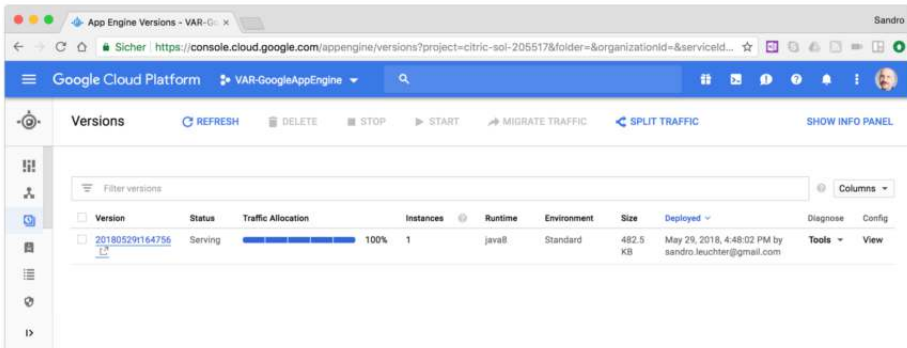 App Engine Versions - VAR-Go
Sandro
Sicher https://console.cloud.google.com/appengine/versions?project=citric-sol-205517&folder=&organizationId=&serviceId...
Google Cloud Platform VAR-GoogleAppEngine
Versions REFRESH DELETE STOP START MIGRATE TRAFFIC SPLIT TRAFFIC SHOW INFO PANEL
Filter versions Columns
Version Status Traffic Allocation Instances Runtime Environment Size Deployed Diagnose Config
20180529t164756 Serving 100% 1 java8 Standard 482.5 May 29, 2018, 4:48:02 PM by Tools View
KB sandro.leuchter@gmail.com